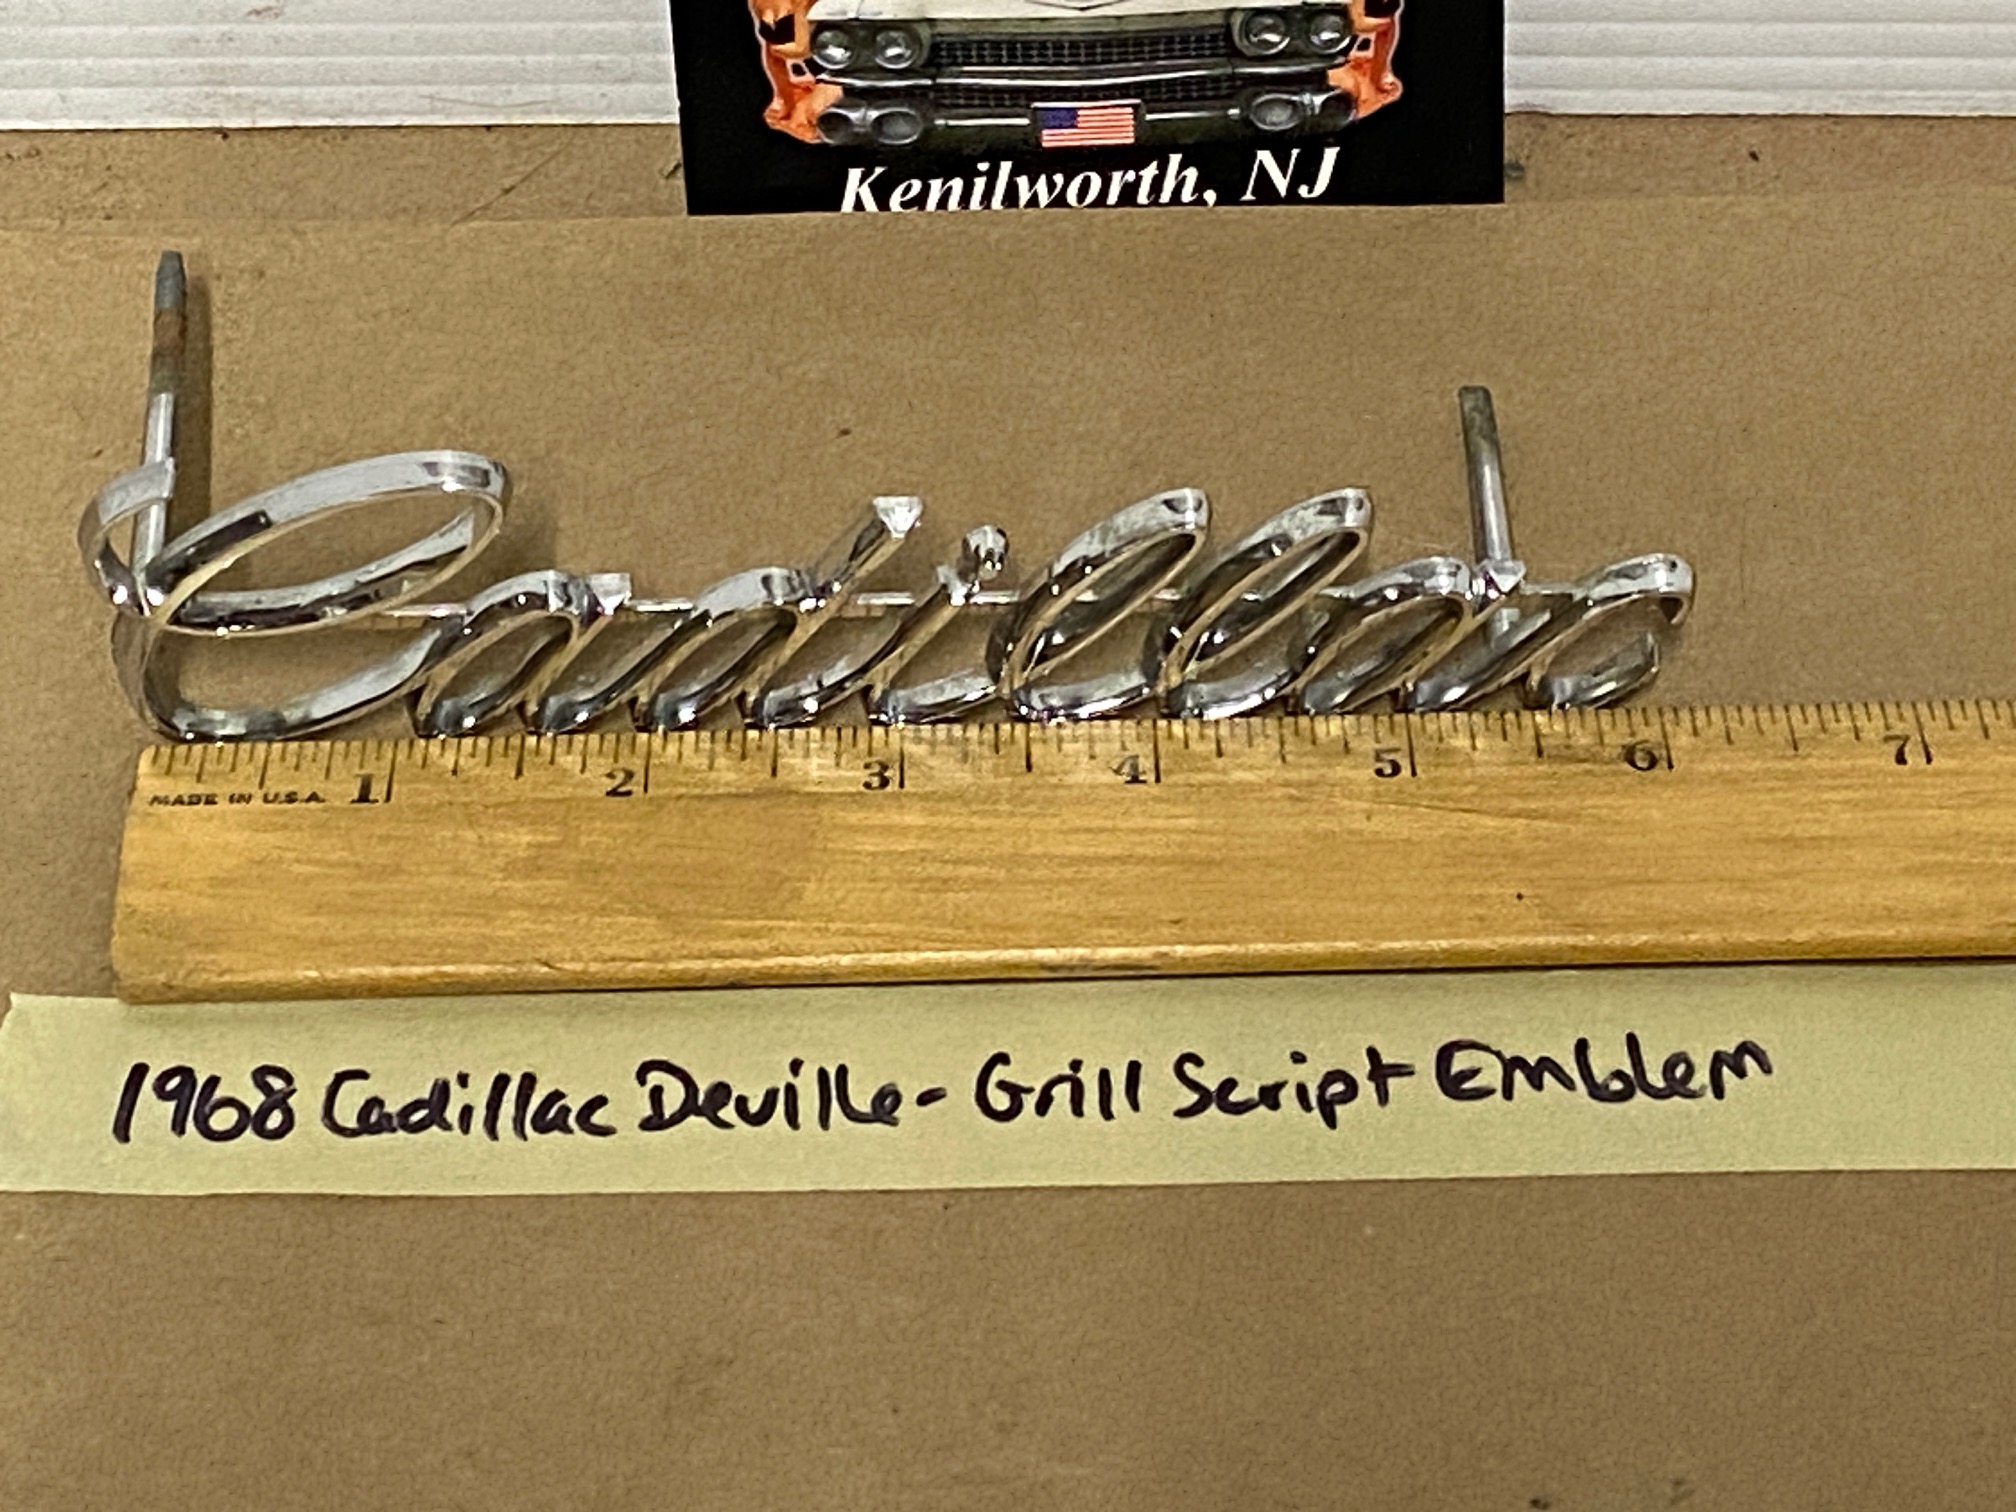 Kenilworth, NJ
Cadillac
1 2 3 4 5 6 7
MADE IN U.S.A.
1968 Cadillac Deville- Grill Script Emblem